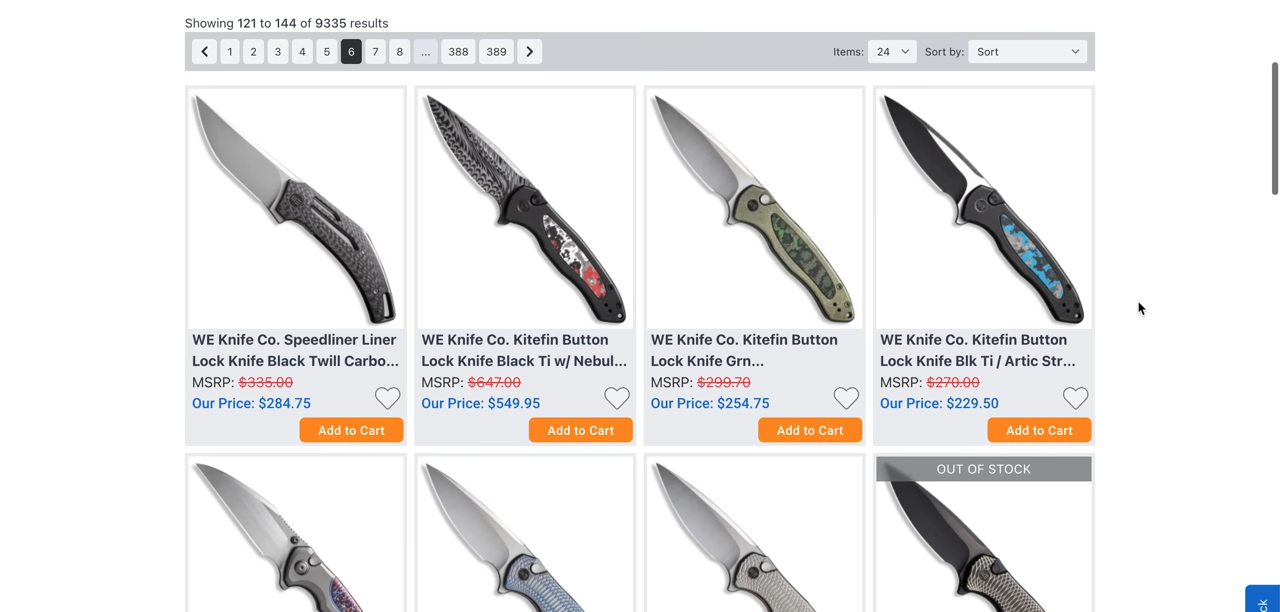 Showing 121 to 144 of 9335 results
1 2 3 4 5 6 7 8 ... 388 389
Items: 24 Sort by: Sort
WE Knife Co. Speedliner Liner
Lock Knife Black Twill Carbo...
MSRP: $335.00
Our Price: $284.75
Add to Cart
WE Knife Co. Kitefin Button
Lock Knife Black Ti w/ Nebul...
MSRP: $647.00
Our Price: $549.95
Add to Cart
WE Knife Co. Kitefin Button
Lock Knife Grn...
MSRP: $299.70
Our Price: $254.75
Add to Cart
WE Knife Co. Kitefin Button
Lock Knife Blk Ti / Artic Str...
MSRP: $270.00
Our Price: $229.50
Add to Cart
OUT OF STOCK